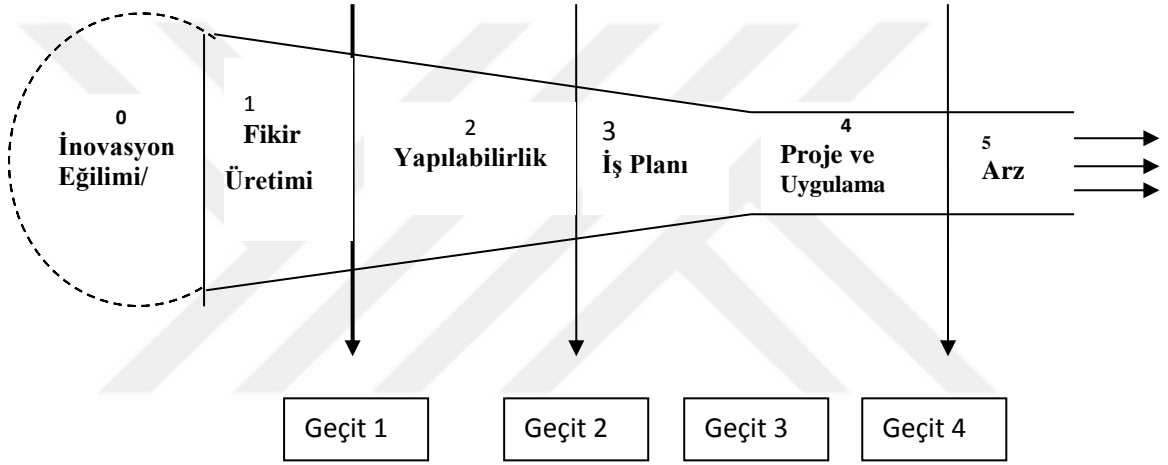 0
İnovasyon
Eğilimi/
1
Fikir
Üretimi
2
Yapılabilirlik
3
İş Planı
4
Proje ve
Uygulama
5
Arz
Geçit 1
Geçit 2
Geçit 3
Geçit 4